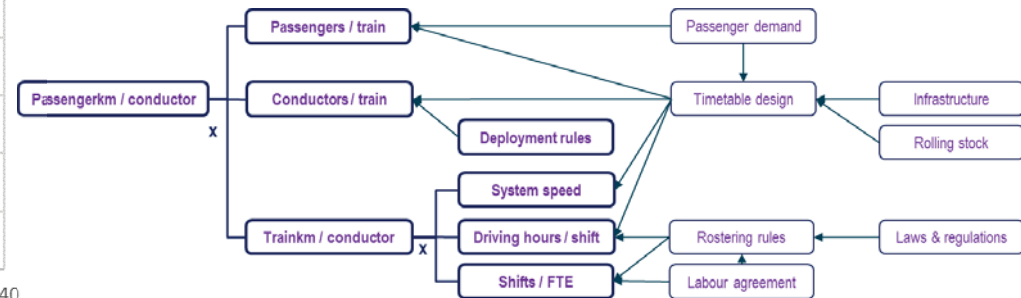 Passengers / train
Passenger demand
Passengerkm / conductor
Conductors / train
Timetable design
Infrastructure
x
Deployment rules
Rolling stock
System speed
Trainkm / conductor
Driving hours / shift
Rostering rules
Laws & regulations
x
Shifts / FTE
Labour agreement
40